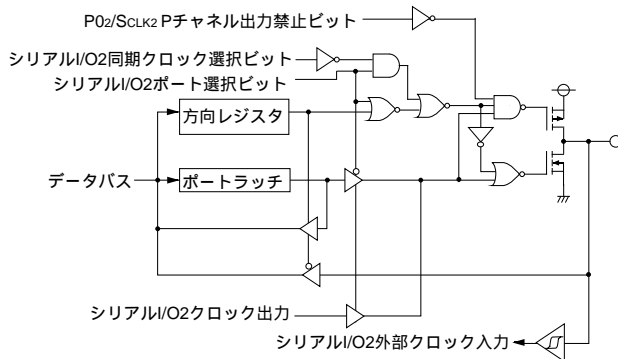 P02/SCLK2 Pチャネル出力禁止ビット
シリアルI/O2同期クロック選択ビット
シリアルI/O2ポート選択ビット
方向レジスタ
データバス
ポートラッチ
シリアルI/O2クロック出力
シリアルI/O2外部クロック入力